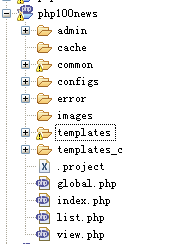 php100news
admin
cache
common
configs
error
images
templates
templates_c
.project
global.php
index.php
list.php
view.php